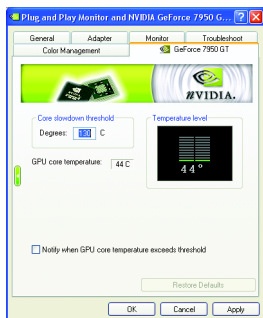 Plug and Play Monitor and NVIDIA GeForce 7950 G...
General Adapter Monitor Troubleshoot
Color Management GeForce 7950 GT
NVIDIA.
Core slowdown threshold
Degrees: C
Temperature level
GPU core temperature: 44 C
44°
Notify when GPU core temperature exceeds threshold
Restore Defaults
OK Cancel Apply